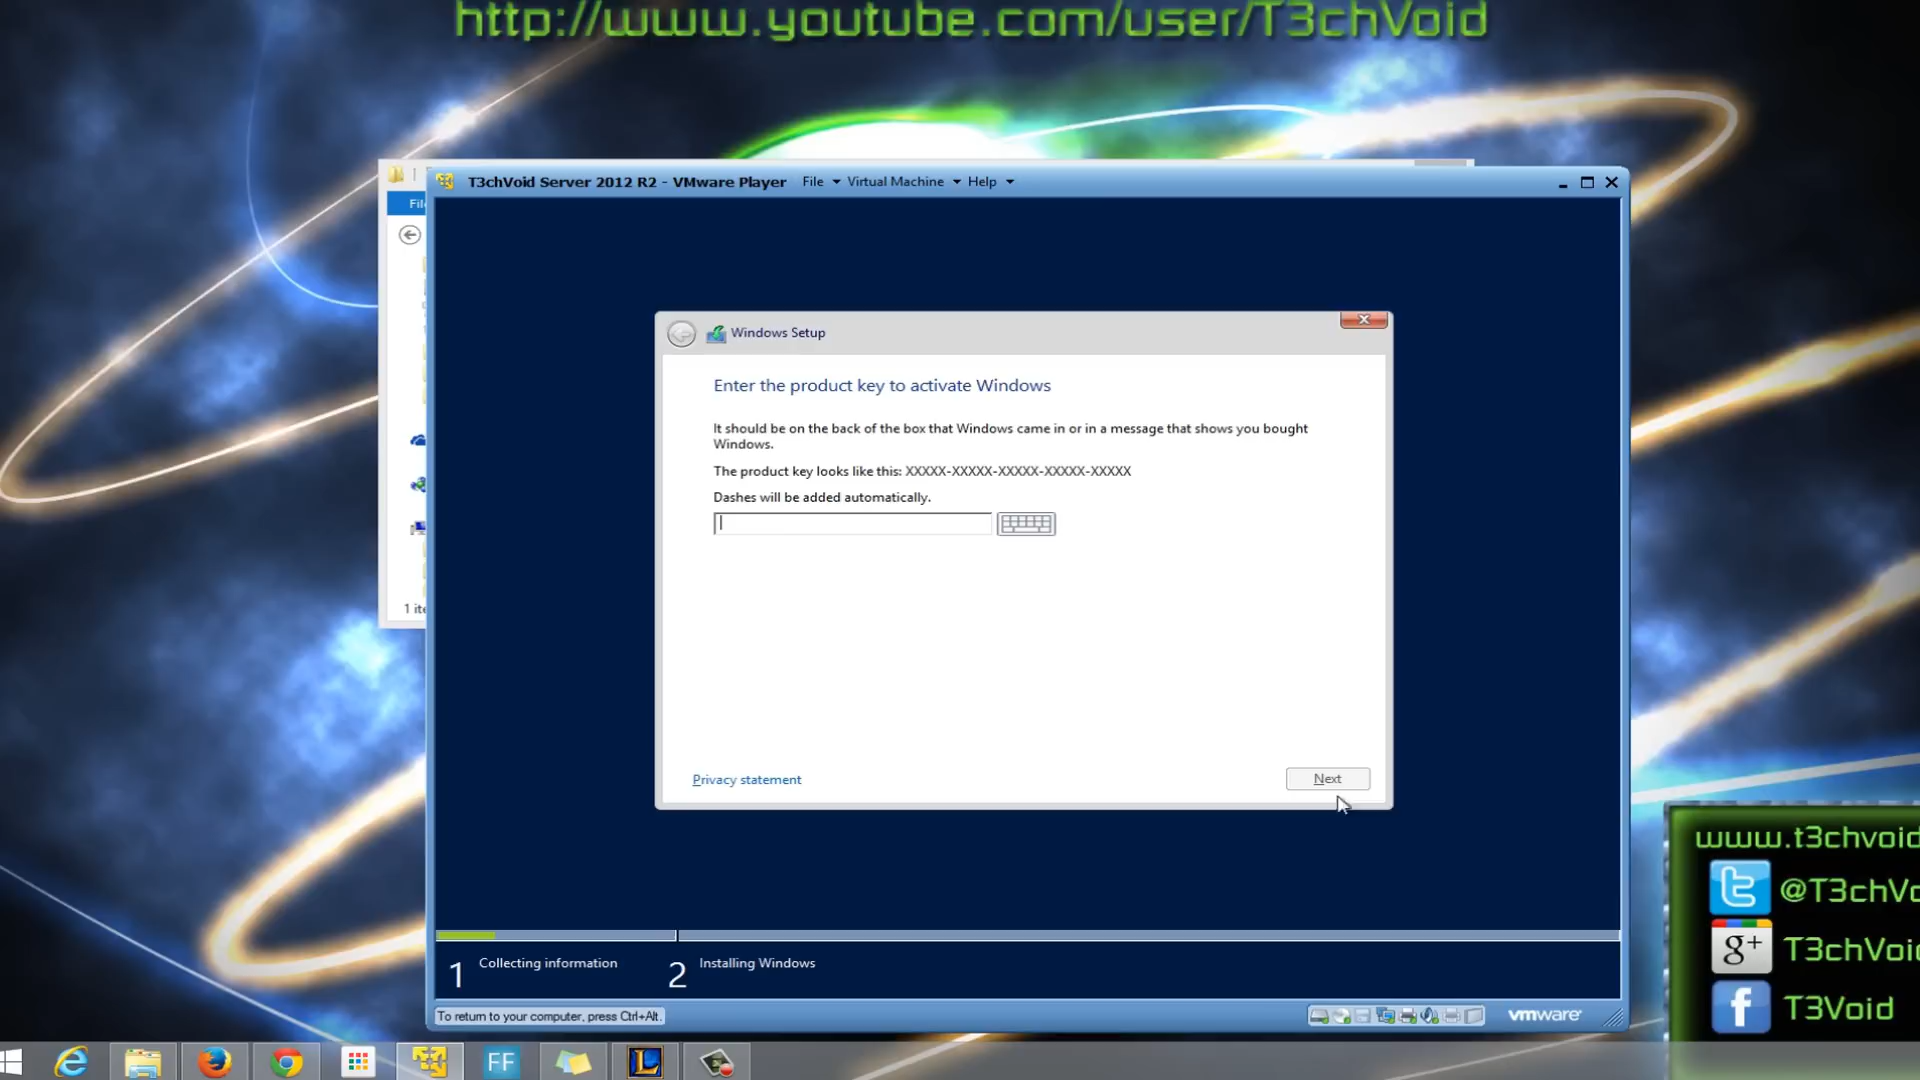 http://www.youtube.com/user/T3chVoid
T3chVoid Server 2012 R2 - VMware Player File Virtual Machine Help
Windows Setup
Enter the product key to activate Windows
It should be on the back of the box that Windows came in or in a message that shows you bought
Windows.
The product key looks like this: XXXXX-XXXXX-XXXXX-XXXXX-XXXXX
Dashes will be added automatically.
Privacy statement
Next
1 Collecting information
2 Installing Windows
To return to your computer, press Ctrl+Alt.
vmware
www.t3chvoid
@T3chVo
g+ T3chVoi
f T3Void
FF
L